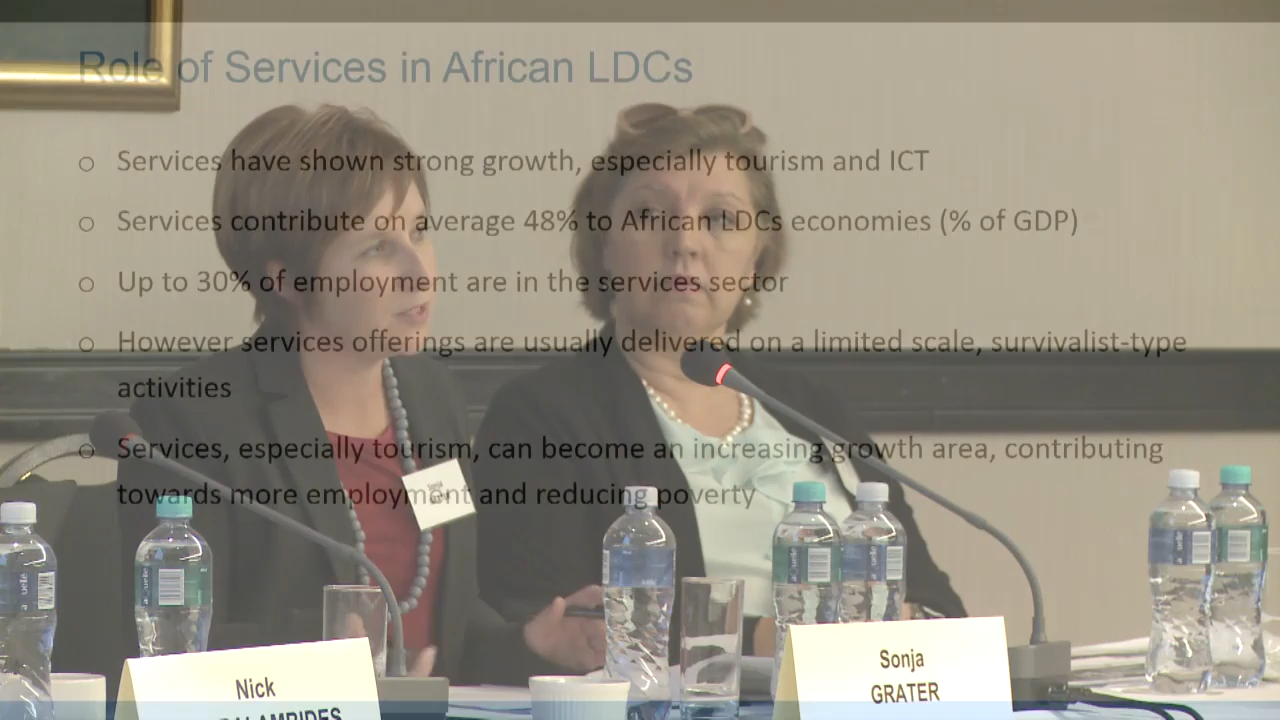 Role of Services in African LDCs
○ Services have shown strong growth, especially tourism and ICT
○ Services contribute on average 48% to African LDCs economies (% of GDP)
○ Up to 30% of employment are in the services sector
○ However services offerings are usually delivered on a limited scale, survivalist-type
activities
○ Services, especially tourism, can become an increasing growth area, contributing
towards more employment and reducing poverty
Nick
Sonja
GRATER